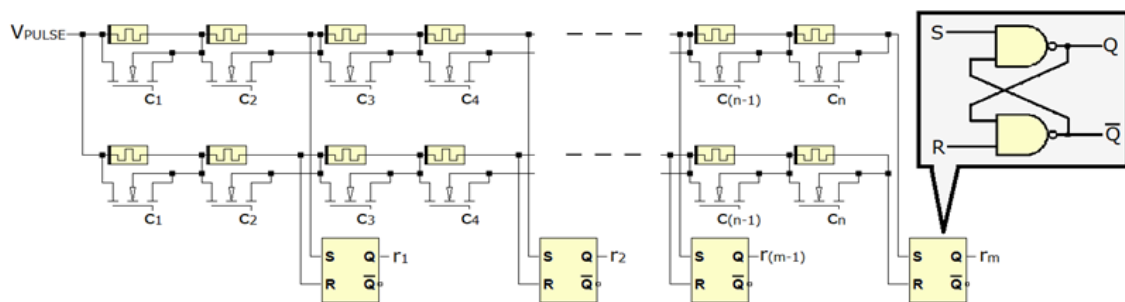 VPULSE
C1 C2 C3 C4 C(n-1) Cn
S Q
R Q̅
C1 C2 C3 C4 C(n-1) Cn
S Q r1 S Q r2 S Q r(m-1) S Q rm
R Q̅ R Q̅ R Q̅ R Q̅